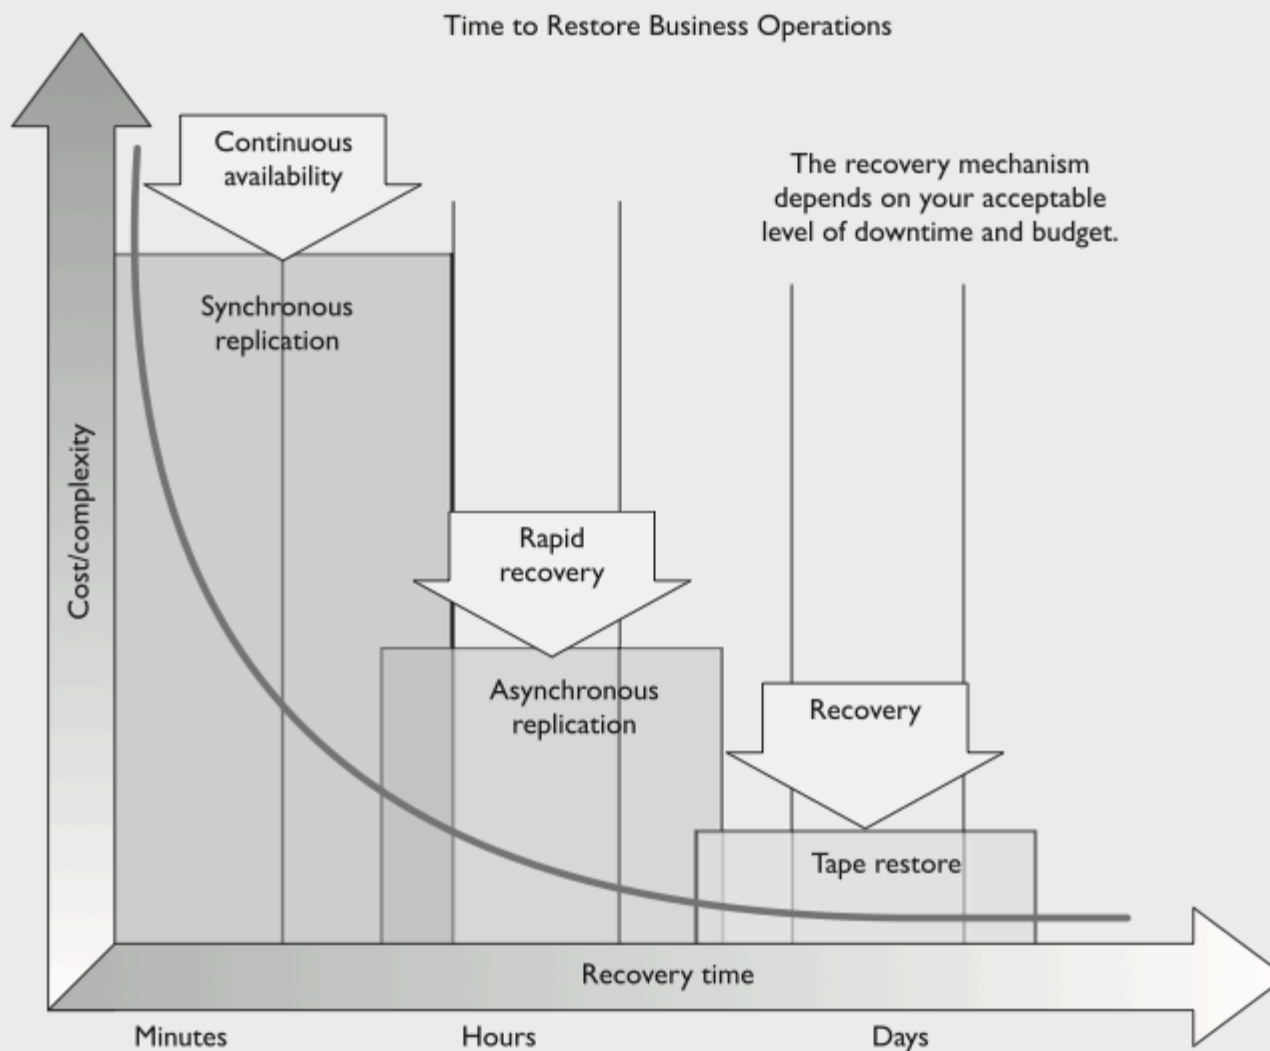 Time to Restore Business Operations
Continuous
availability
The recovery mechanism
depends on your acceptable
level of downtime and budget.
Synchronous
replication
Cost/complexity
Rapid
recovery
Asynchronous
replication
Recovery
Tape restore
Recovery time
Minutes
Hours
Days